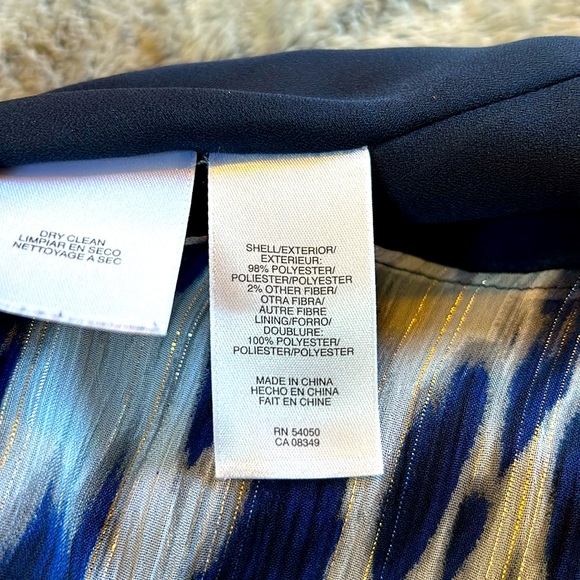 DRY CLEAN
LIMPIAR EN SECO
NETTOYAGE A SEC
SHELL/EXTERIOR/
EXTERIEUR:
98% POLYESTER/
POLIESTER/POLYESTER
2% OTHER FIBER/
OTRA FIBRA/
AUTRE FIBRE
LINING/FORRO/
DOUBLURE:
100% POLYESTER/
POLIESTER/POLYESTER
MADE IN CHINA
HECHO EN CHINA
FAIT EN CHINE
RN 54050
CA 08349